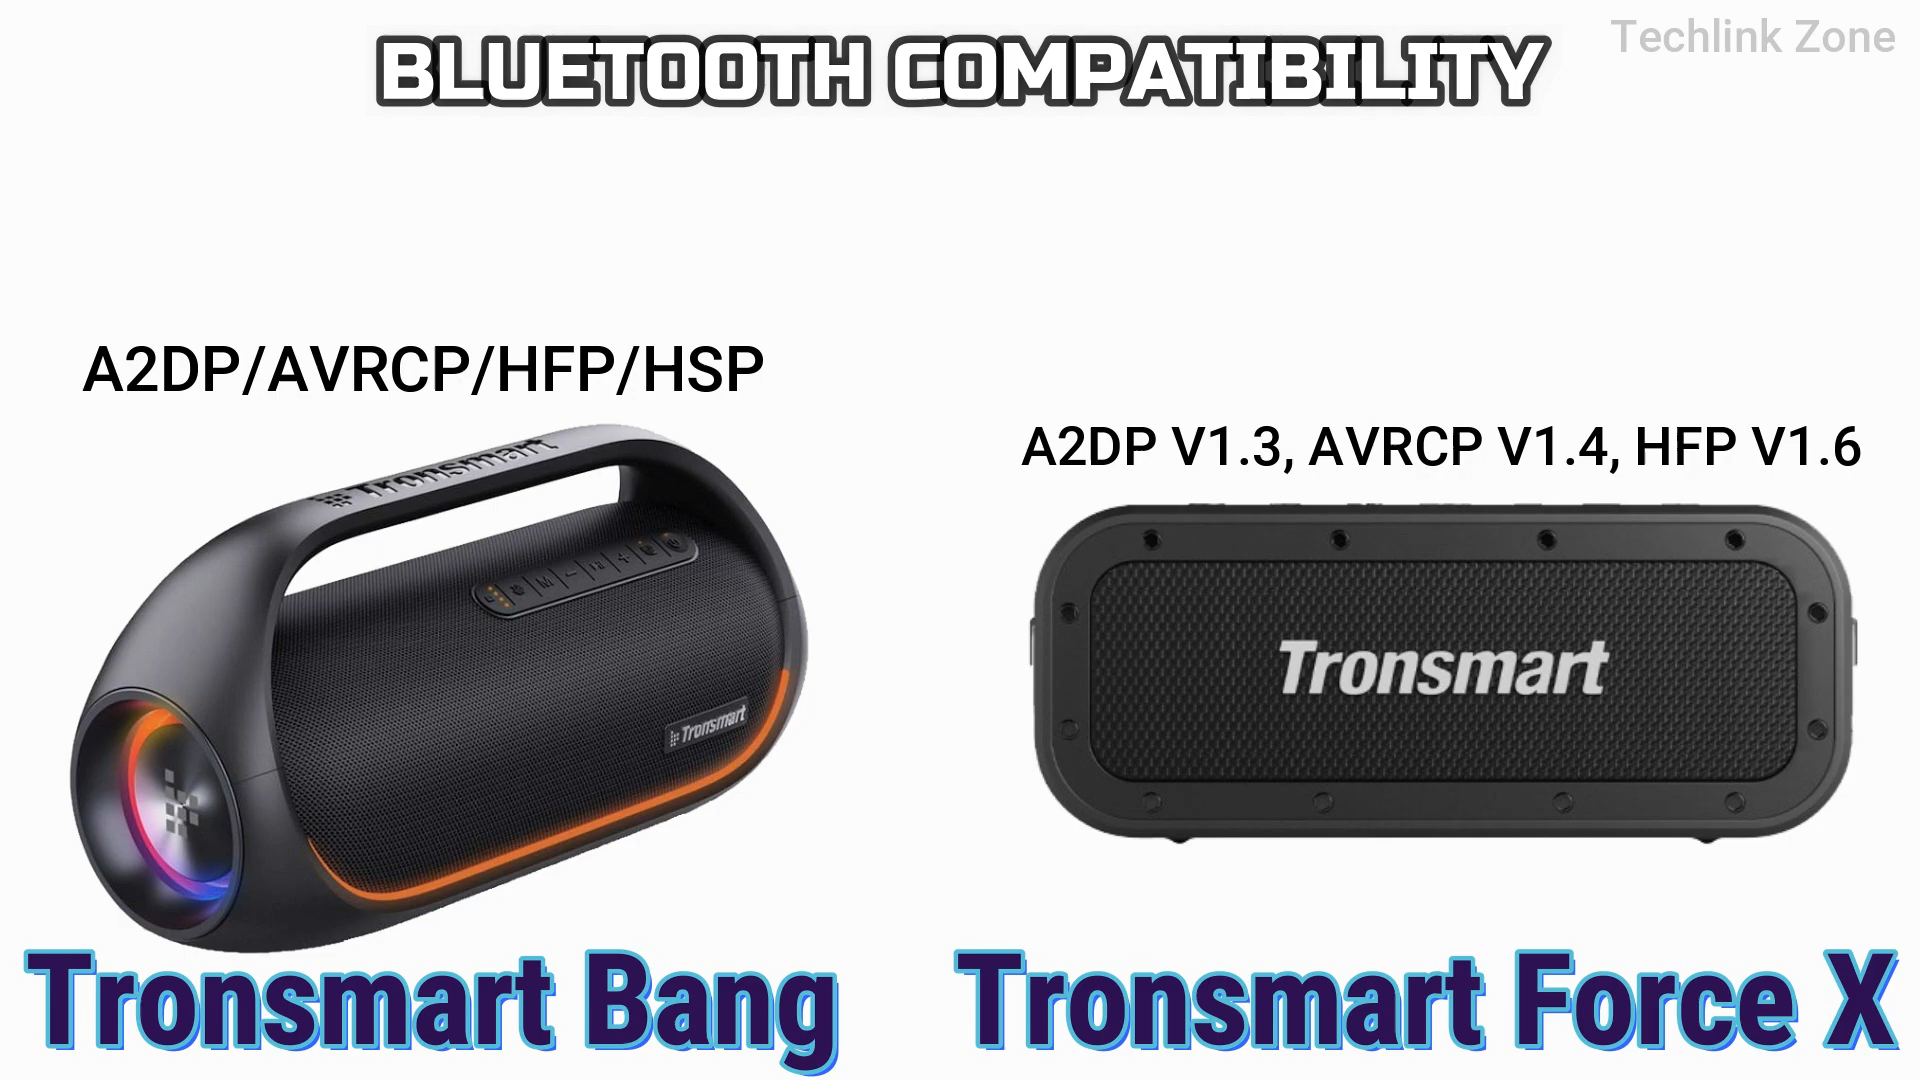 Techlink Zone
BLUETOOTH COMPATIBILITY
A2DP/AVRCP/HFP/HSP
A2DP V1.3, AVRCP V1.4, HFP V1.6
Tronsmart
M
Tronsmart
Tronsmart
Tronsmart Bang
Tronsmart Force X